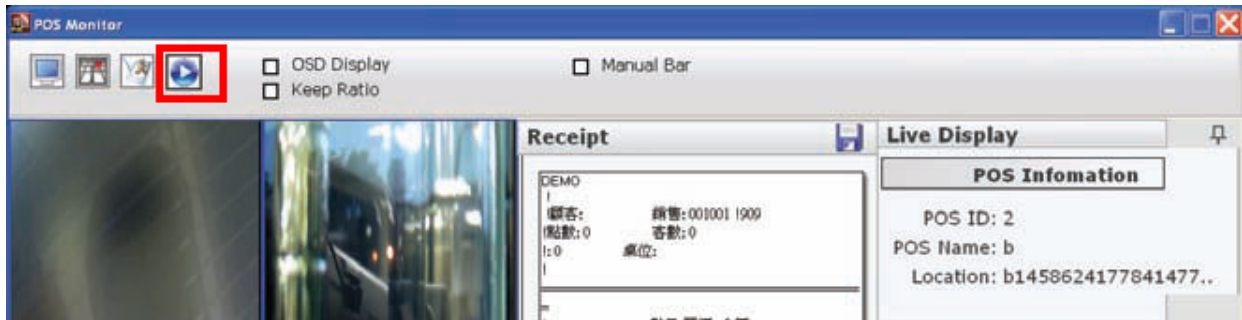 POS Monitor
OSD Display
Manual Bar
Keep Ratio
Receipt
Live Display
DEMO
!
!顧客: 銷售:001001 !909
!點數:0 客數:0
!:0 桌位:
!
=
POS Infomation
POS ID: 2
POS Name: b
Location: b1458624177841477..